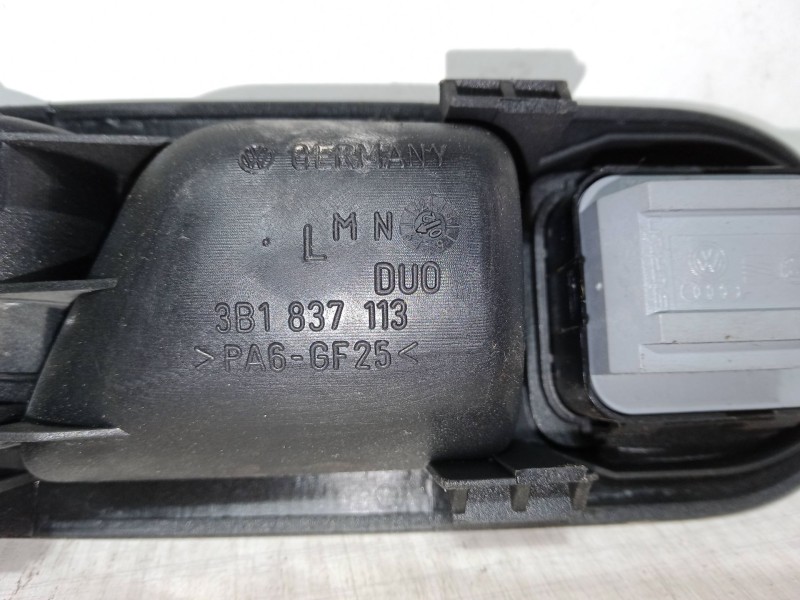 GERMANY
L M N
DUO
3B1 837 113
>PA6-GF25<